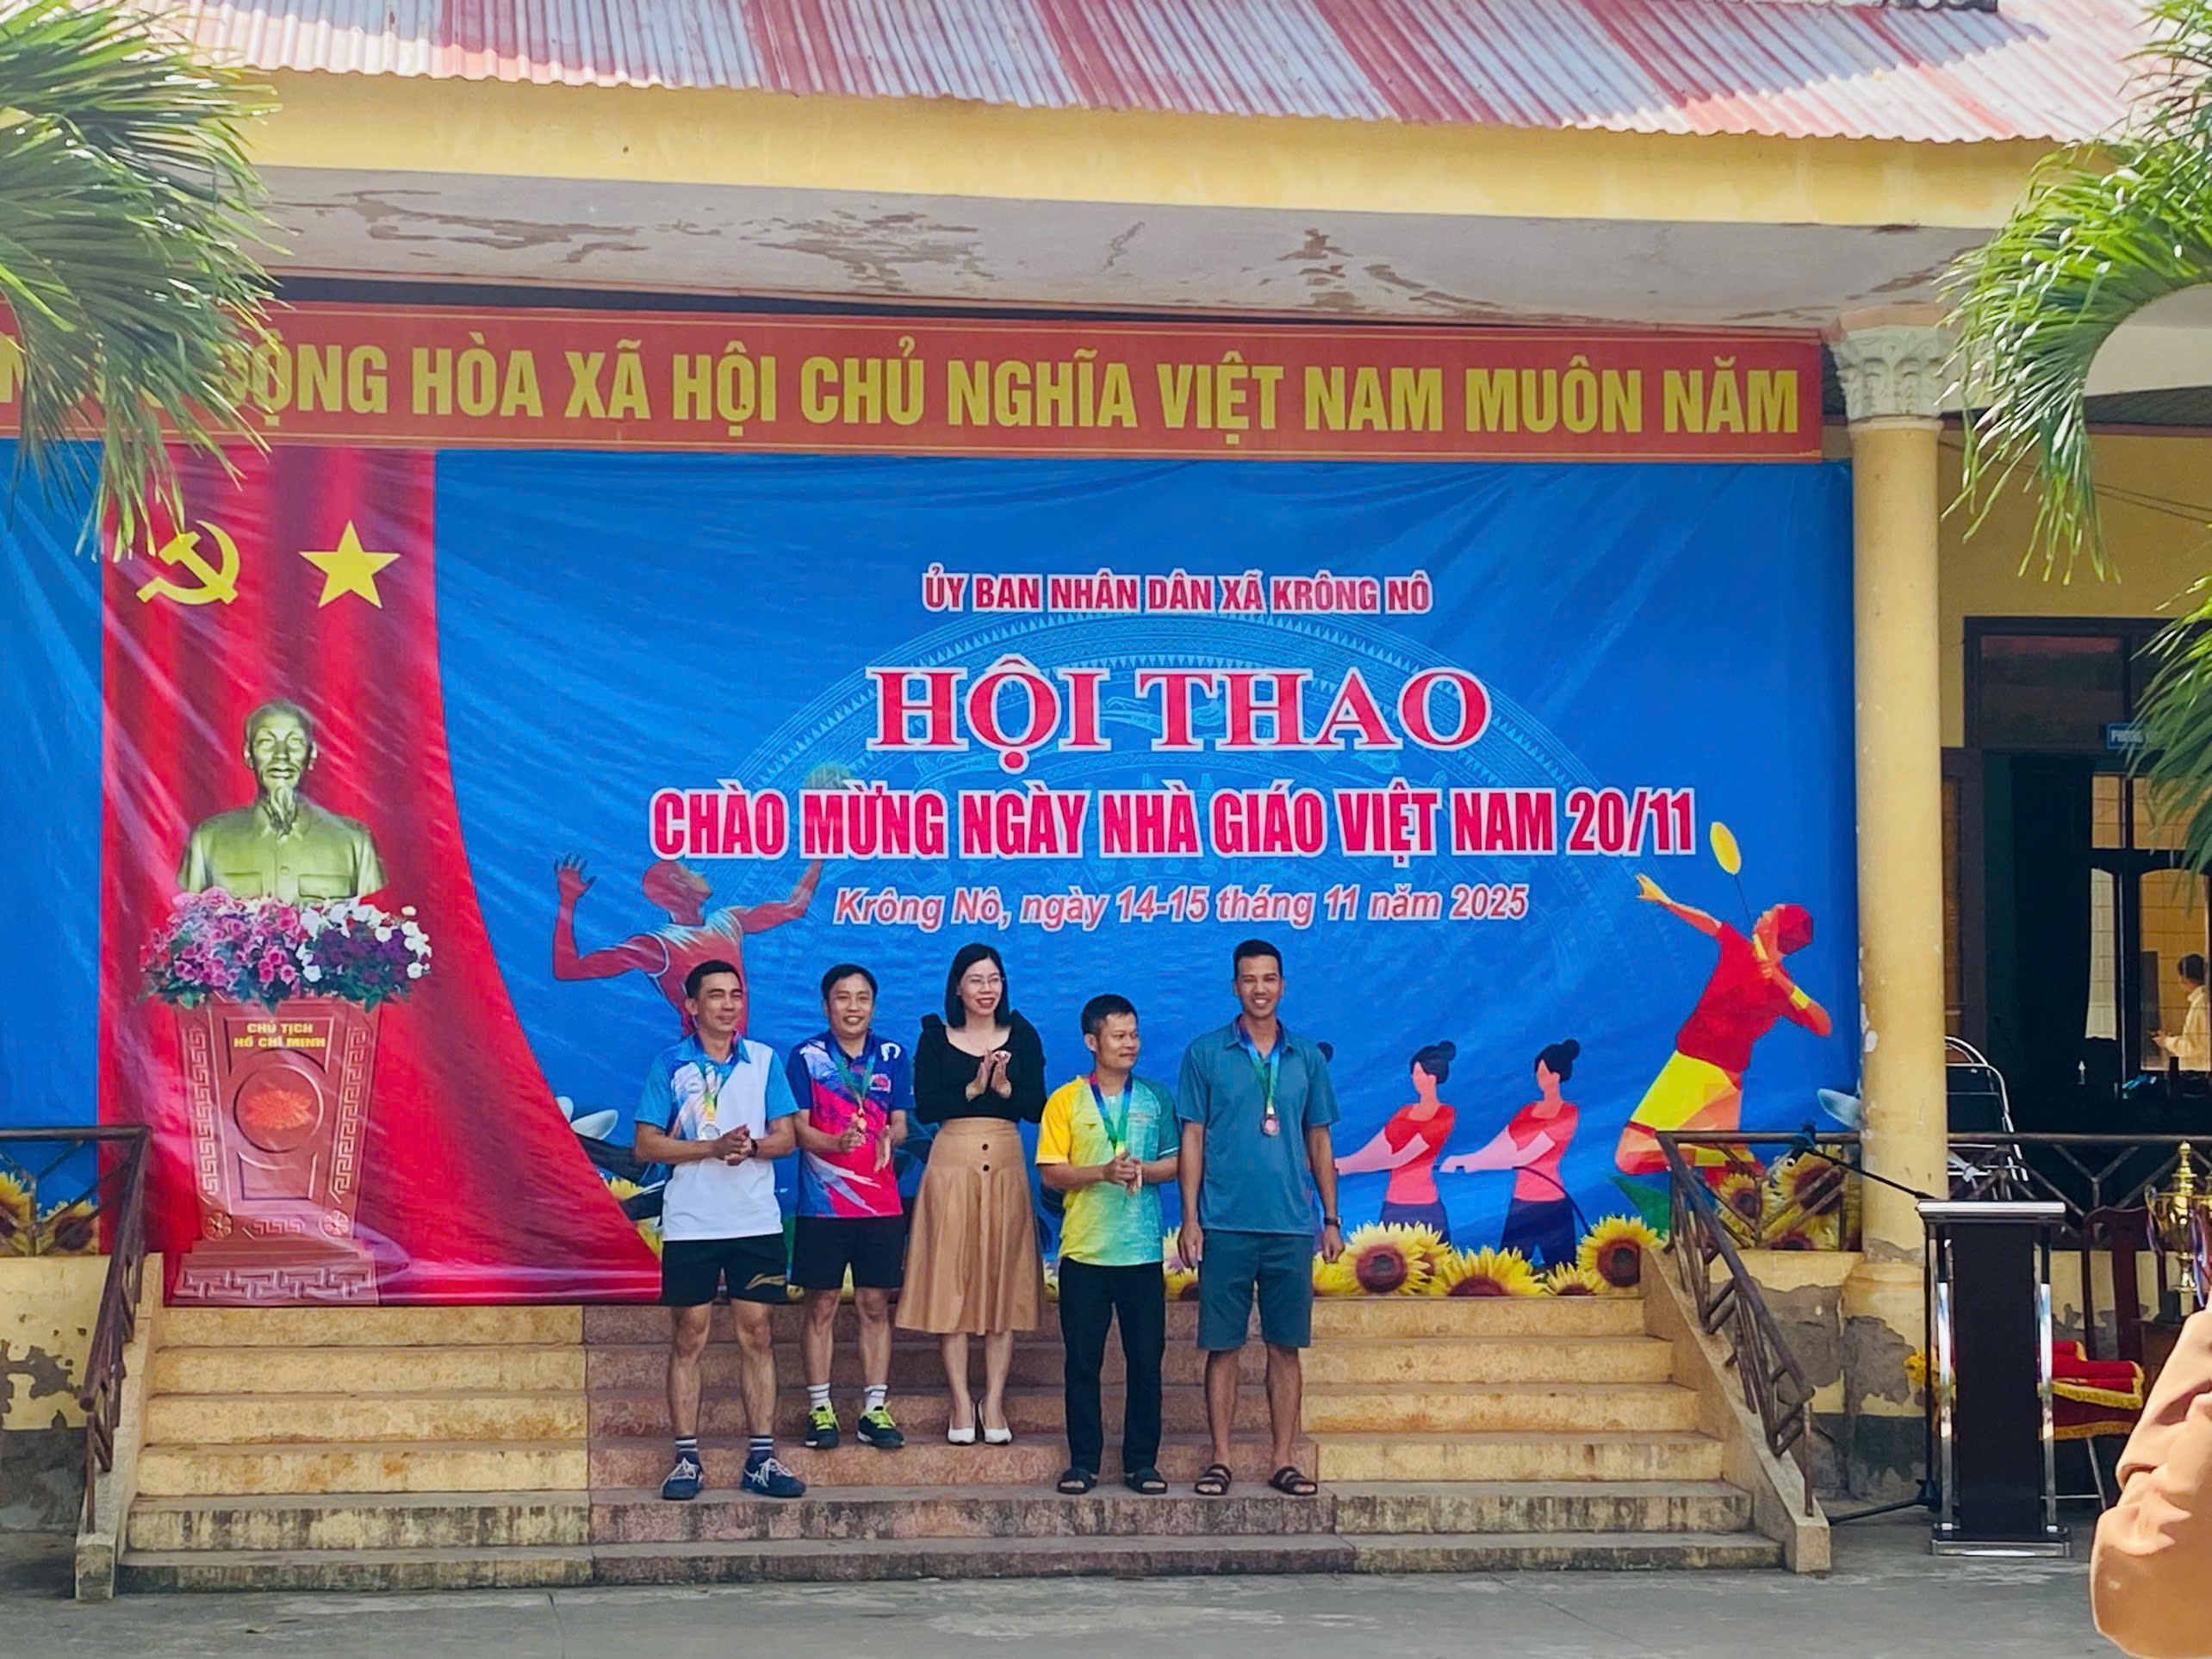 ĐỘNG HÒA XÃ HỘI CHỦ NGHĨA VIỆT NAM MUÔN NĂM
ỦY BAN NHÂN DÂN XÃ KRÔNG NÔ
HỘI THAO
CHÀO MỪNG NGÀY NHÀ GIÁO VIỆT NAM 20/11
Krông Nô, ngày 14-15 tháng 11 năm 2025
CHỦ TỊCH
HỒ CHÍ MINH